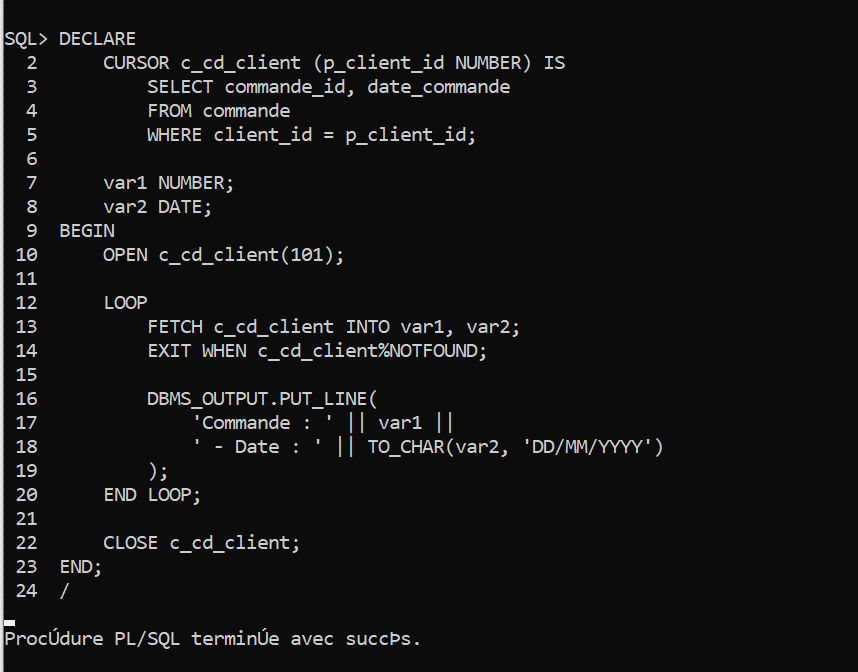 SQL> DECLARE
  2      CURSOR c_cd_client (p_client_id NUMBER) IS
  3          SELECT commande_id, date_commande
  4          FROM commande
  5          WHERE client_id = p_client_id;
  6
  7      var1 NUMBER;
  8      var2 DATE;
  9  BEGIN
 10      OPEN c_cd_client(101);
 11
 12      LOOP
 13          FETCH c_cd_client INTO var1, var2;
 14          EXIT WHEN c_cd_client%NOTFOUND;
 15
 16          DBMS_OUTPUT.PUT_LINE(
 17              'Commande : ' || var1 ||
 18              ' - Date : ' || TO_CHAR(var2, 'DD/MM/YYYY')
 19          );
 20      END LOOP;
 21
 22      CLOSE c_cd_client;
 23  END;
 24  /
ProcÚdure PL/SQL terminÚe avec succÞs.